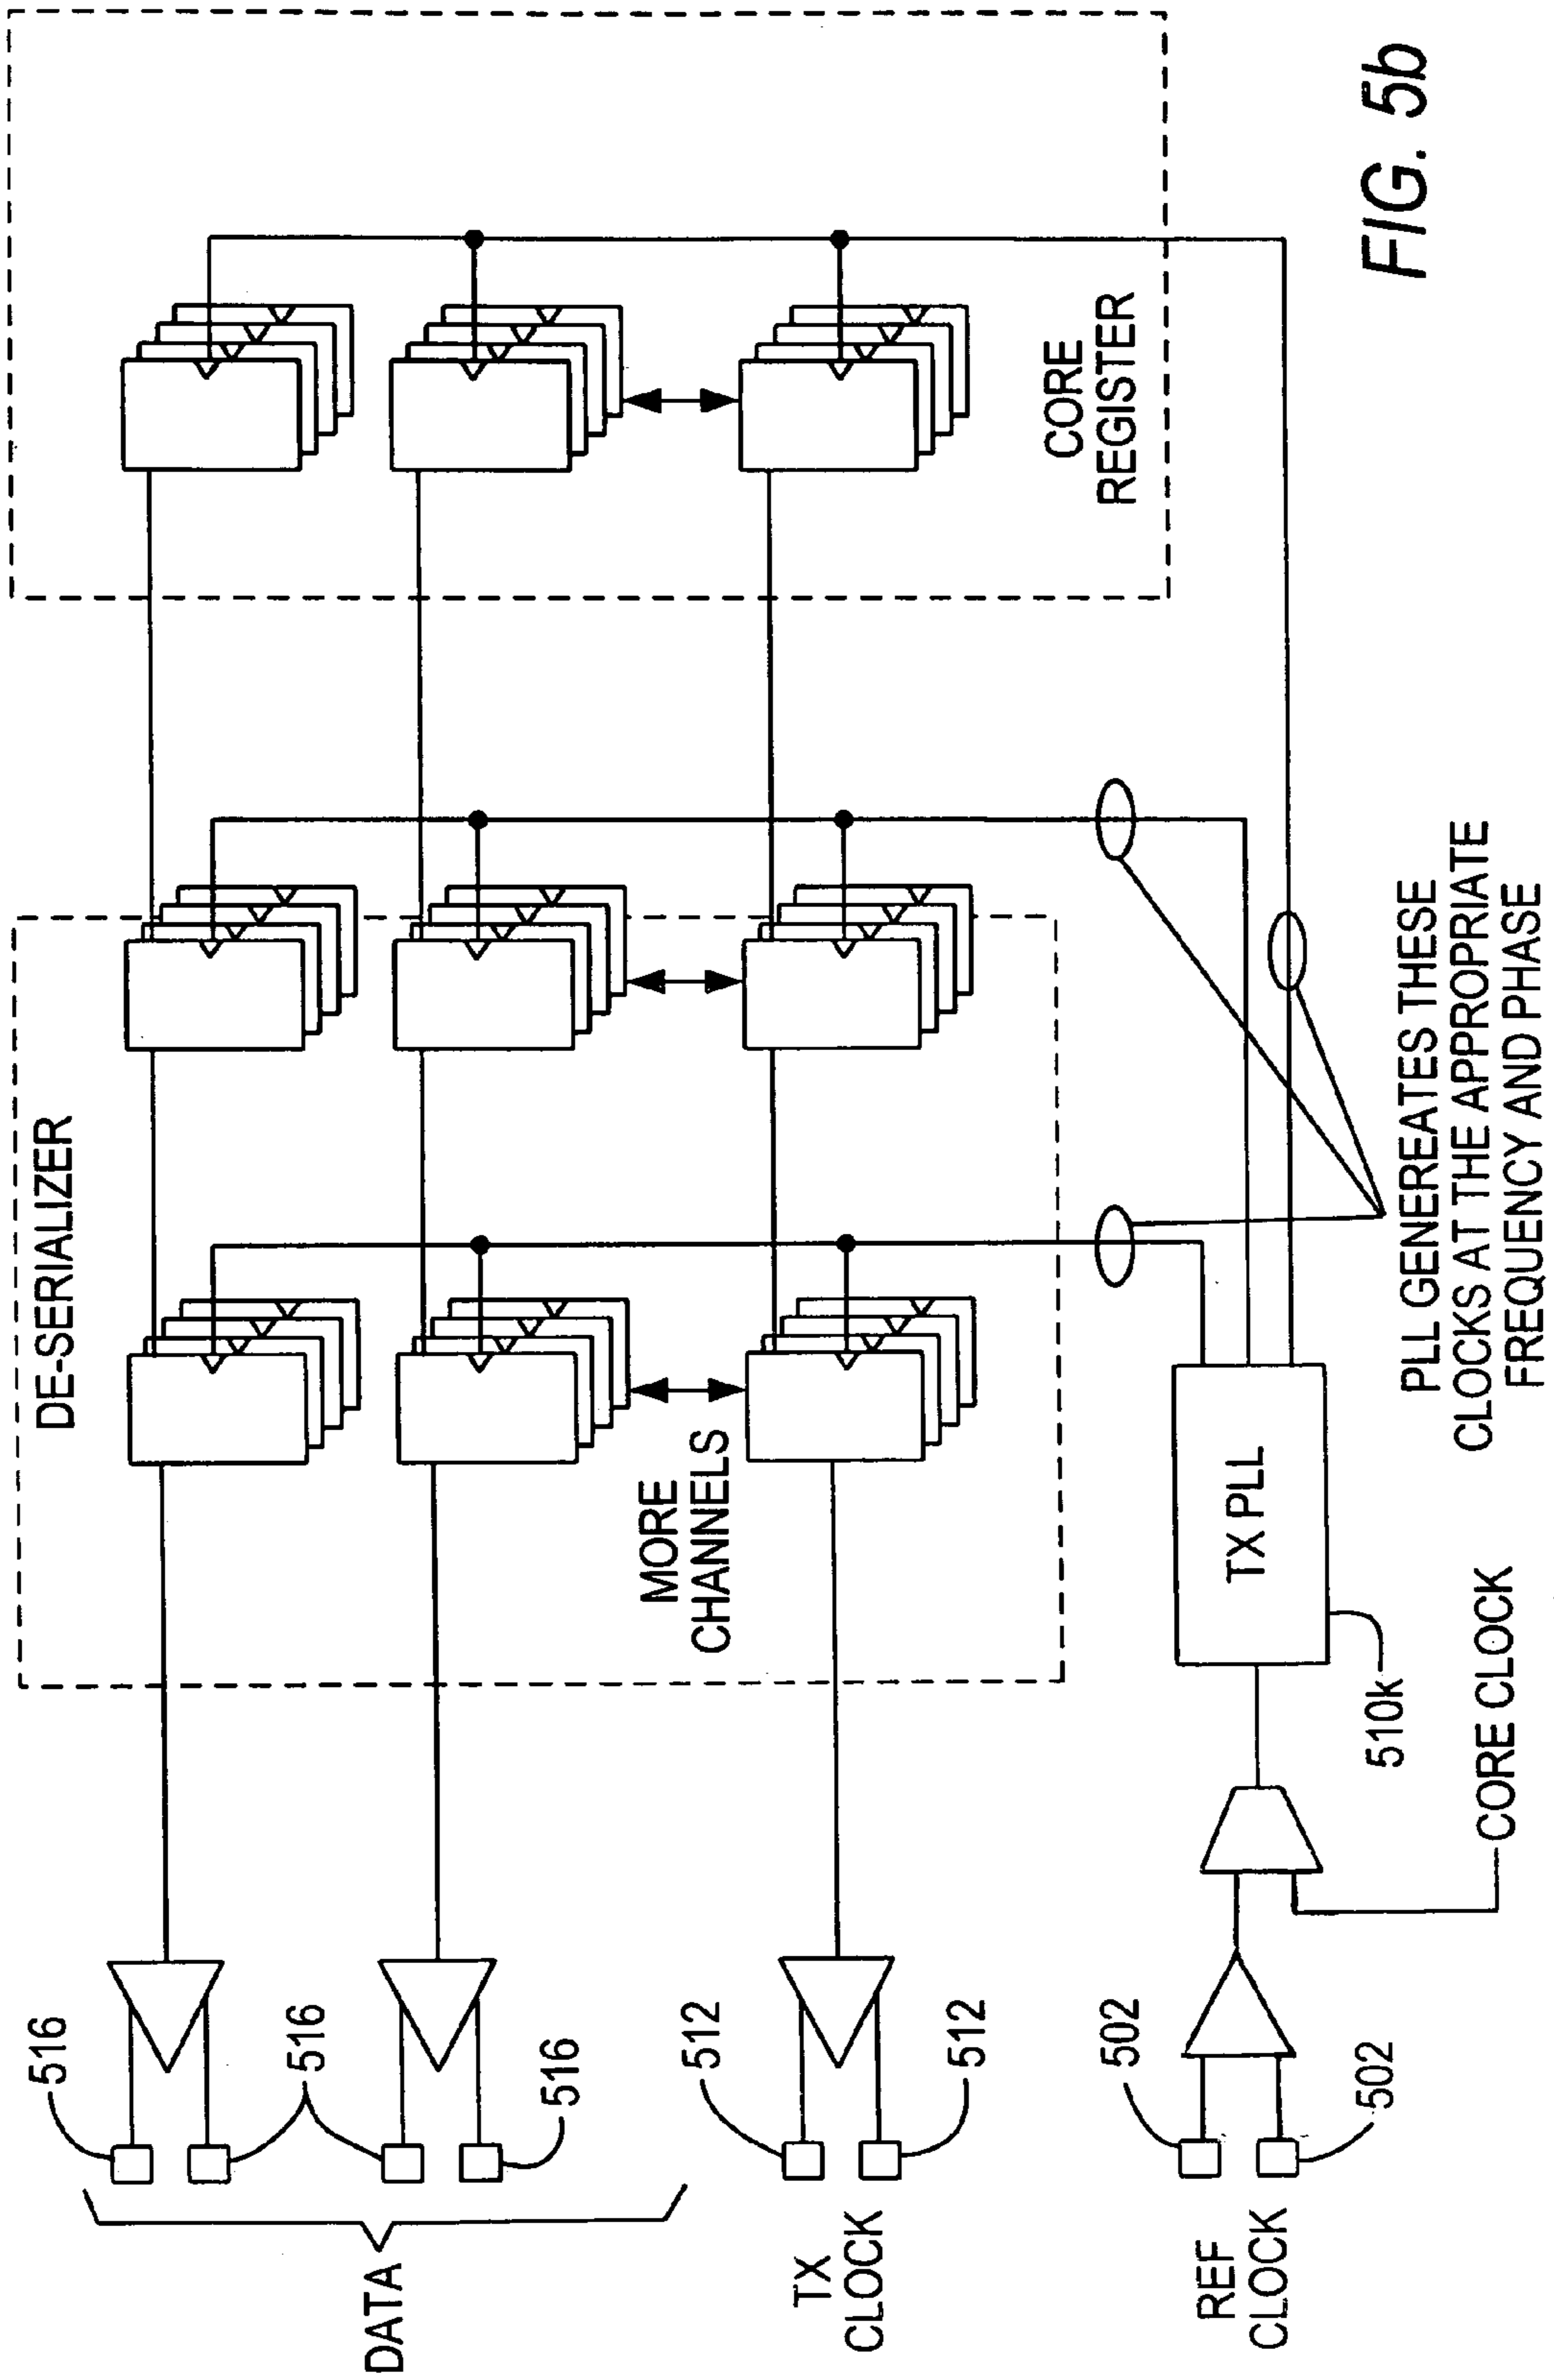 DE-SERIALIZER
516
516
516
DATA
MORE
CHANNELS
512
512
TX
CLOCK
CORE
REGISTER
502
502
REF
CLOCK
TX PLL
510k
CORE CLOCK
PLL GENEREATES THESE
CLOCKS AT THE APPROPRIATE
FREQUENCY AND PHASE
FIG. 5b